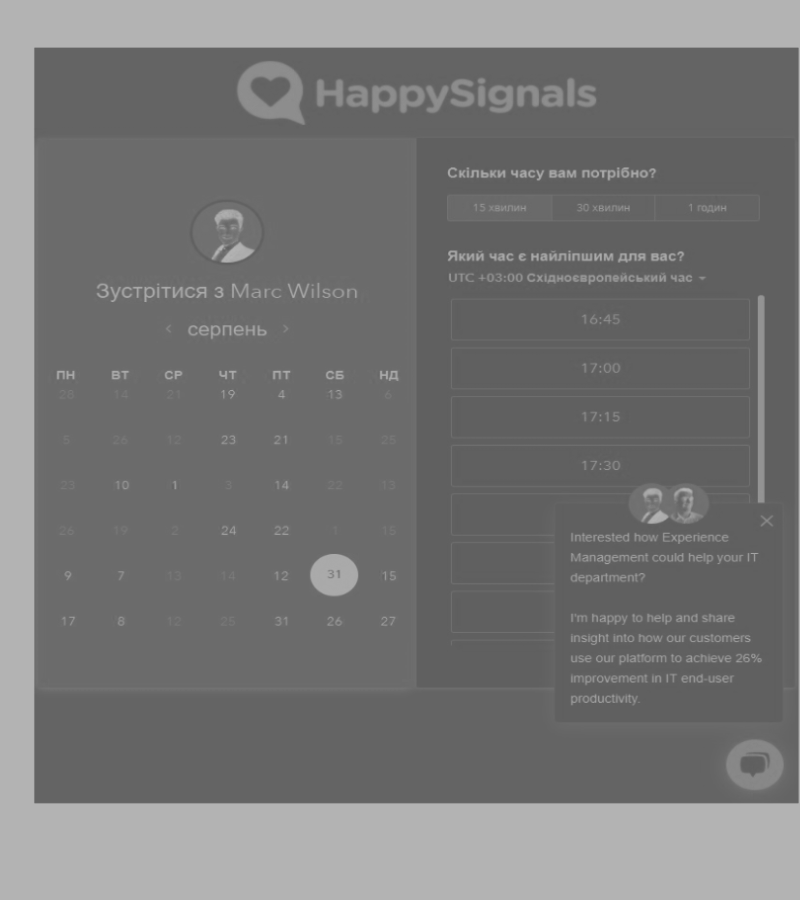 HappySignals
Зустрітися з Marc Wilson
серпень
ПН ВТ СР ЧТ ПТ СБ НД
28 14 21 19 4 13 6
5 26 12 23 21 15 25
23 10 1 3 14 22 15
26 19 2 24 22 1 15
9 7 13 14 12 31 15
17 8 12 25 31 26 27
Скільки часу вам потрібно?
15 хвилин 30 хвилин 1 годин
Який час є найліпшим для вас?
UTC +03:00 Східноєвропейський час
16:45
17:00
17:15
17:30
Interested how Experience
Management could help your IT
department?
I'm happy to help and share
insight into how our customers
use our platform to achieve 26%
improvement in IT end-user
productivity.